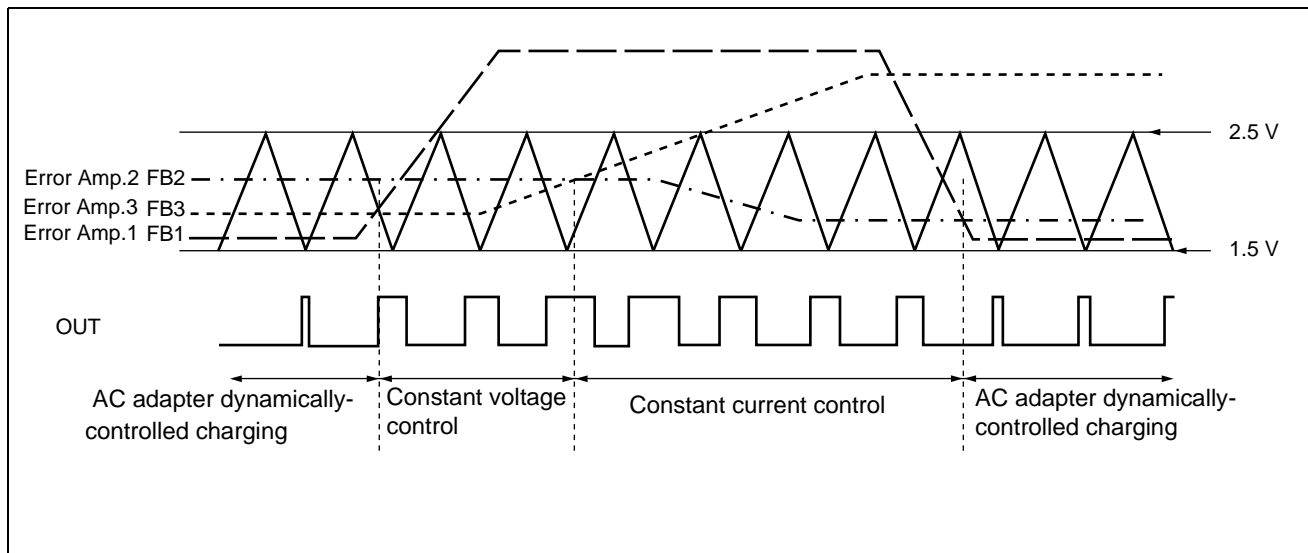 2.5 V
Error Amp.2 FB2
Error Amp.3 FB3
Error Amp.1 FB1
1.5 V
OUT
AC adapter dynamically-
controlled charging
Constant voltage
control
Constant current control
AC adapter dynamically-
controlled charging